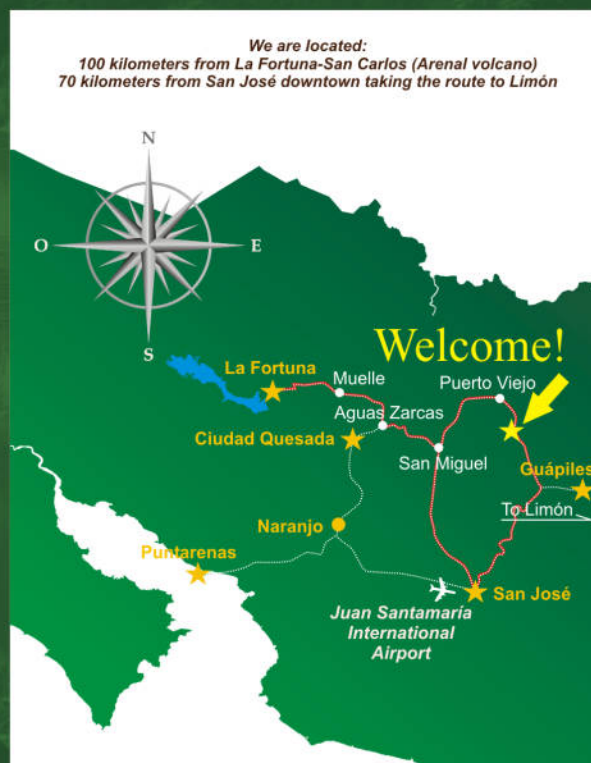 We are located:
100 kilometers from La Fortuna-San Carlos (Arenal volcano)
70 kilometers from San José downtown taking the route to Limón
N
O
E
S
Welcome!
La Fortuna
Muelle
Puerto Viejo
Aguas Zarcas
Ciudad Quesada
San Miguel
Guápiles
To Limón
Naranjo
Puntarenas
San José
Juan Santamaría
International
Airport